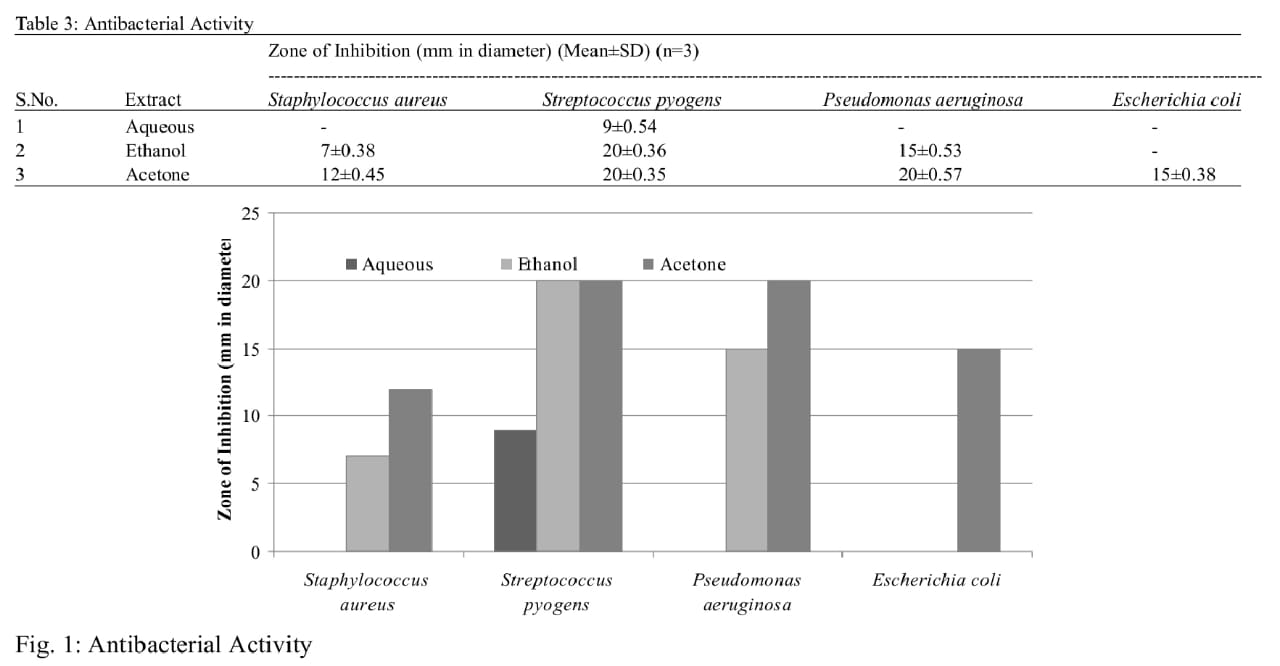 Table 3: Antibacterial Activity
Zone of Inhibition (mm in diameter) (Mean±SD) (n=3)
S.No. Extract Staphylococcus aureus Streptococcus pyogens Pseudomonas aeruginosa Escherichia coli
1 Aqueous - 9±0.54 - -
2 Ethanol 7±0.38 20±0.36 15±0.53 -
3 Acetone 12±0.45 20±0.35 20±0.57 15±0.38
Zone of Inhibition (mm in diamete
25
20
15
10
5
0
Aqueous Ethanol Acetone
Staphylococcus aureus
Streptococcus pyogens
Pseudomonas aeruginosa
Escherichia coli
Fig. 1: Antibacterial Activity